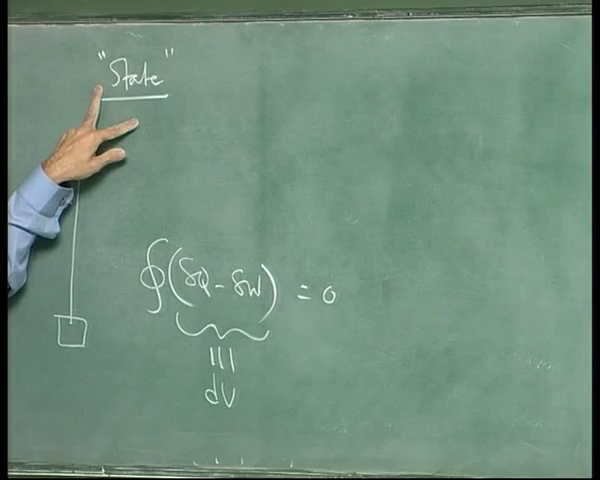 "State"
∮(δQ - δW) = 0
|||
dU